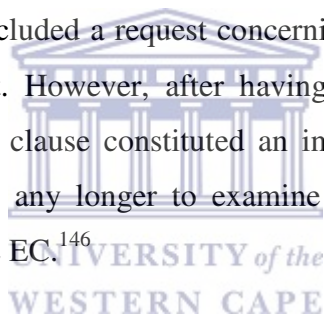 cluded a request concerni
. However, after having
clause constituted an im
any longer to examine
EC.146
UNIVERSITY of the
WESTERN CAPE